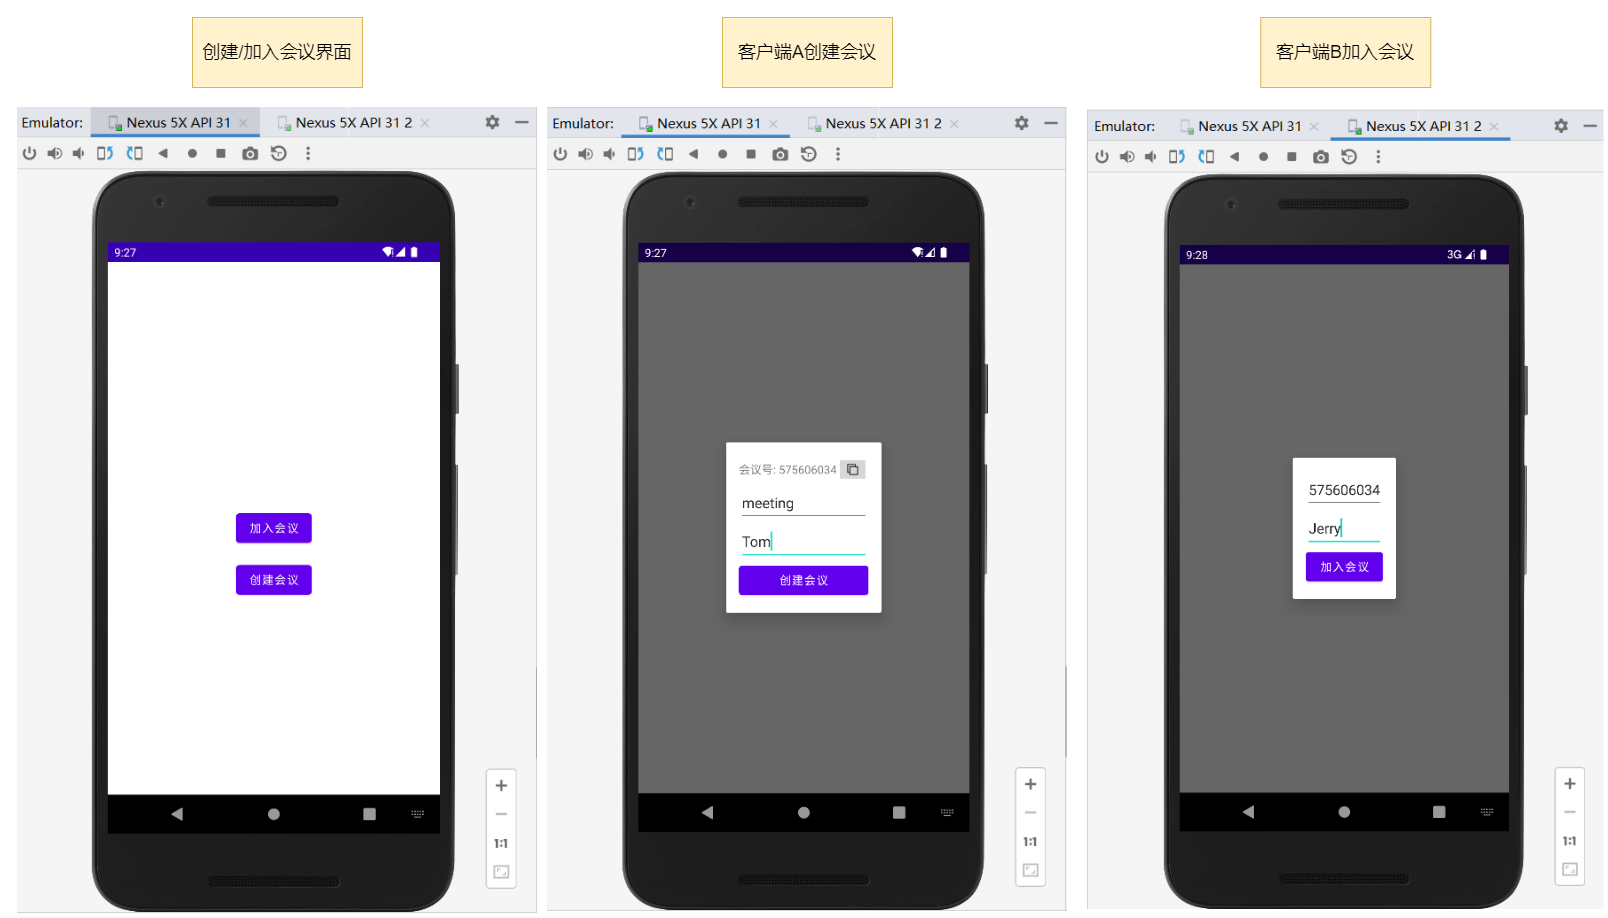 创建/加入会议界面
客户端A创建会议
客户端B加入会议
Emulator: Nexus 5X API 31 Nexus 5X API 31 2
9:27
加入会议
创建会议
1:1
Emulator: Nexus 5X API 31 Nexus 5X API 31 2
9:27
会议号: 575606034
meeting
Tom
创建会议
1:1
Emulator: Nexus 5X API 31 Nexus 5X API 31 2
9:28 3G
575606034
Jerry
加入会议
1:1